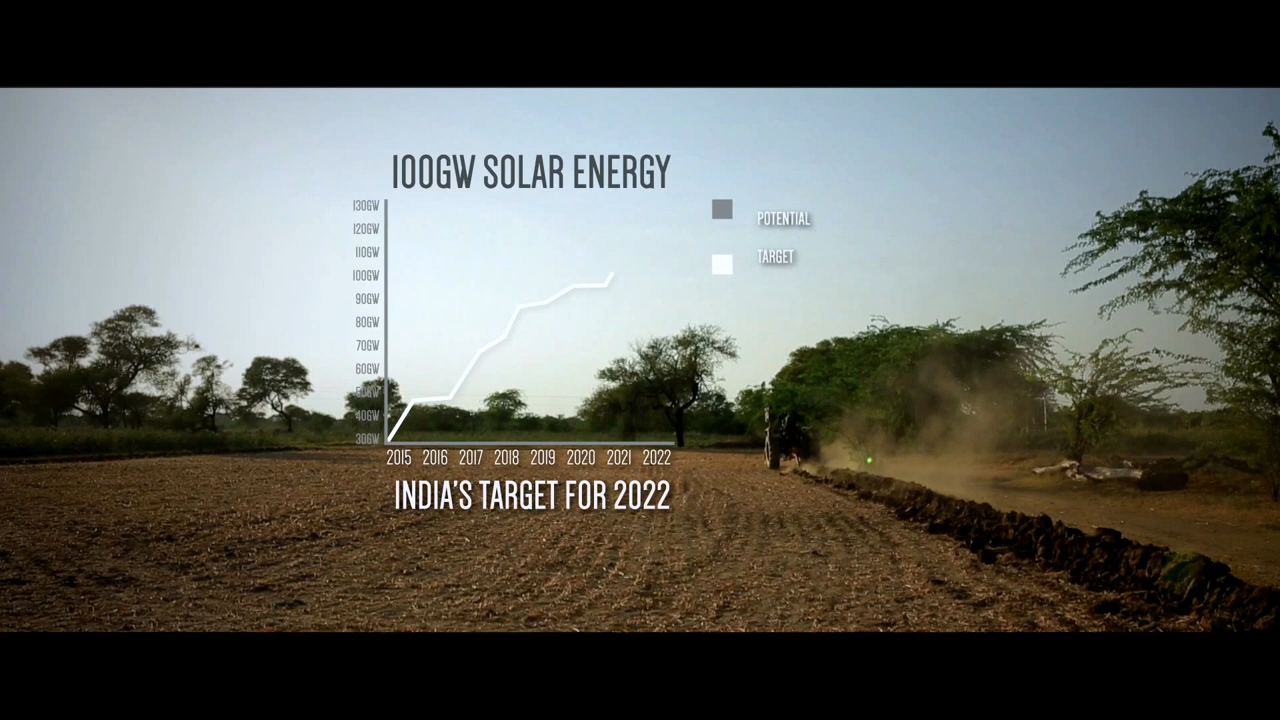 100GW SOLAR ENERGY
130GW
120GW
110GW
100GW
90GW
80GW
70GW
60GW
50GW
40GW
30GW
POTENTIAL
TARGET
2015 2016 2017 2018 2019 2020 2021 2022
INDIA'S TARGET FOR 2022